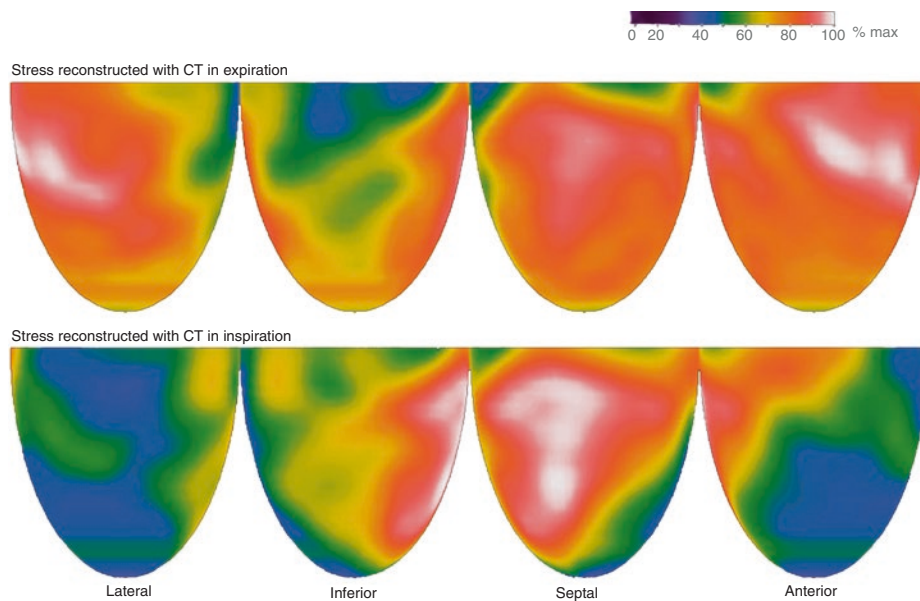 0 20 40 60 80 100 % max
Stress reconstructed with CT in expiration
Stress reconstructed with CT in inspiration
Lateral Inferior Septal Anterior